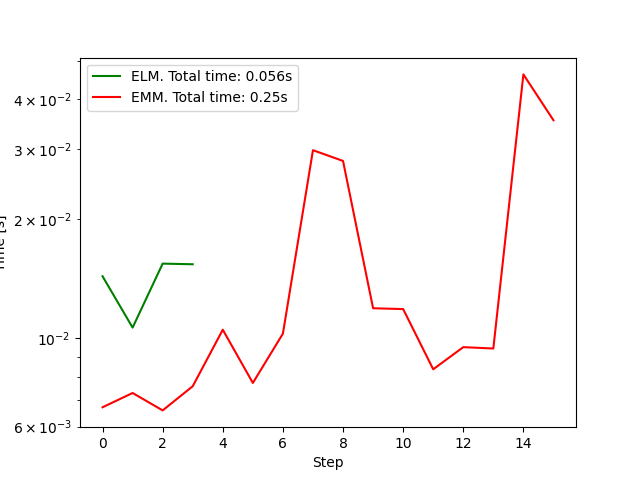 ELM. Total time: 0.056s
EMM. Total time: 0.25s
4 × 10⁻²
3 × 10⁻²
2 × 10⁻²
10⁻²
6 × 10⁻³
Time [s]
0 2 4 6 8 10 12 14
Step